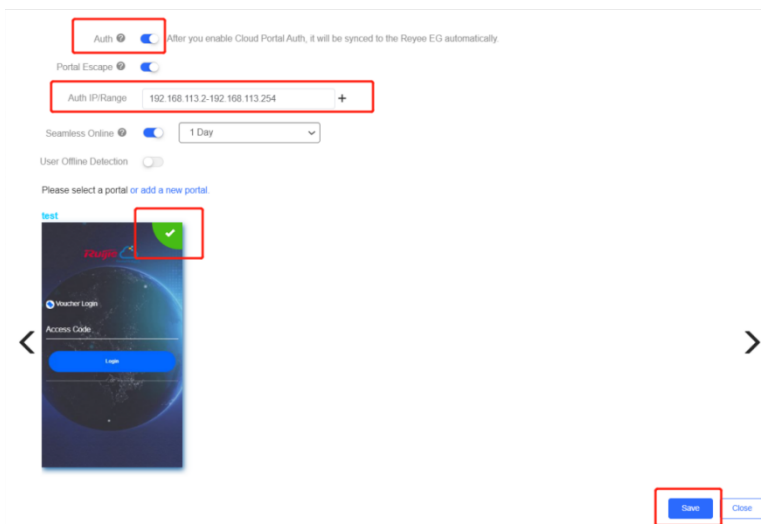 Auth
After you enable Cloud Portal Auth, it will be synced to the Reyee EG automatically.
Portal Escape
Auth IP/Range 192.168.113.2-192.168.113.254 +
Seamless Online 1 Day
User Offline Detection
Please select a portal or add a new portal.
test
Ruijie
Voucher Login
Access Code
Login
Save Close